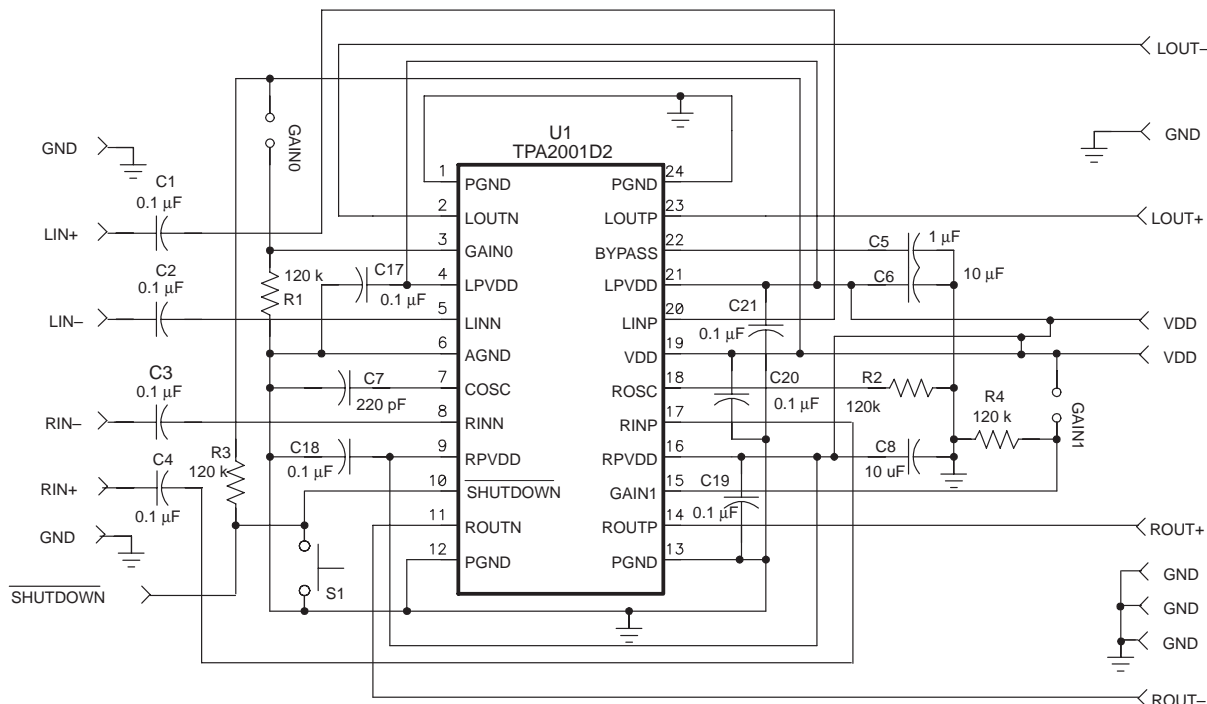 LOUT–
GND
GND
GAIN0
U1
TPA2001D2
C1
0.1 µF
LIN+
1
PGND
PGND
24
2
LOUTN
LOUTP
23
LOUT+
3
GAIN0
BYPASS
22
C5
1 µF
C2
0.1 µF
120 k
R1
C17
0.1 µF
4
LPVDD
LPVDD
21
C6
10 µF
LIN–
5
LINN
LINP
20
C21
0.1 µF
VDD
6
AGND
VDD
19
VDD
C3
0.1 µF
C7
220 pF
7
COSC
ROSC
18
C20
0.1 µF
R2
120k
R4
120 k
GAIN1
RIN–
8
RINN
RINP
17
R3
120 k
C18
0.1 µF
9
RPVDD
RPVDD
16
C8
10 uF
C4
0.1 µF
RIN+
10
SHUTDOWN
GAIN1
15
C19
0.1 µF
11
ROUTN
ROUTP
14
ROUT+
GND
12
PGND
PGND
13
GND
SHUTDOWN
S1
GND
GND
ROUT–